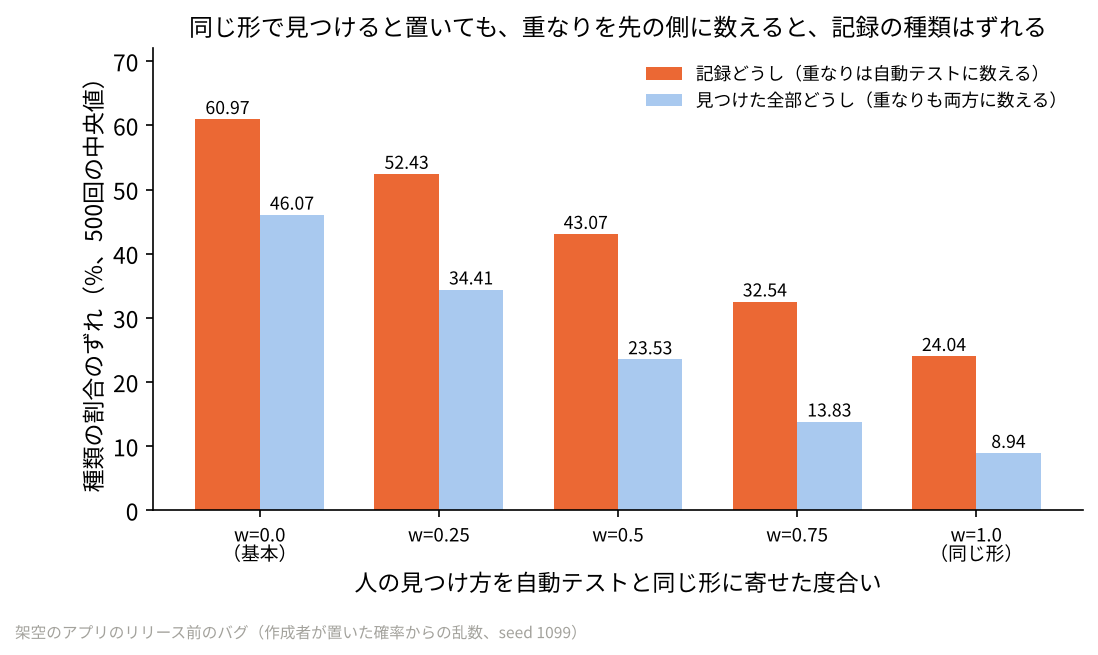 同じ形で見つけると置いても、重なりを先の側に数えると、記録の種類はずれる
種類の割合のずれ（%、500回の中央値）
70
60
50
40
30
20
10
0
記録どうし（重なりは自動テストに数える）
見つけた全部どうし（重なりも両方に数える）
60.97
46.07
52.43
34.41
43.07
23.53
32.54
13.83
24.04
8.94
w=0.0
（基本）
w=0.25
w=0.5
w=0.75
w=1.0
（同じ形）
人の見つけ方を自動テストと同じ形に寄せた度合い
架空のアプリのリリース前のバグ（作成者が置いた確率からの乱数、seed 1099）